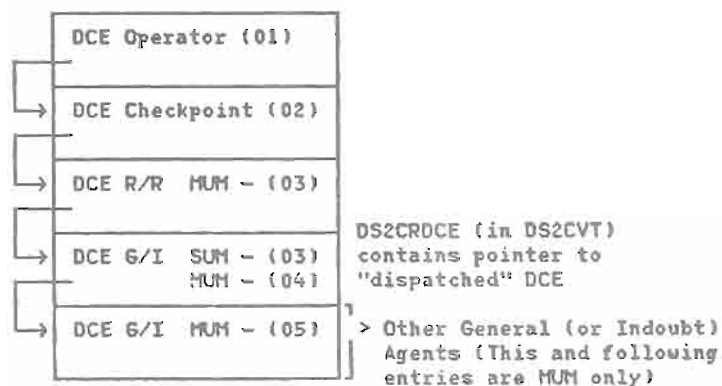 DCE Operator (01)
DCE Checkpoint (02)
DCE R/R MUM - (03)
DCE G/I SUM - (03)
MUM - (04)
DS2CRDCE (in DS2CVT)
contains pointer to
"dispatched" DCE
DCE G/I MUM - (05)
> Other General (or Indoubt)
Agents (This and following
entries are MUM only)